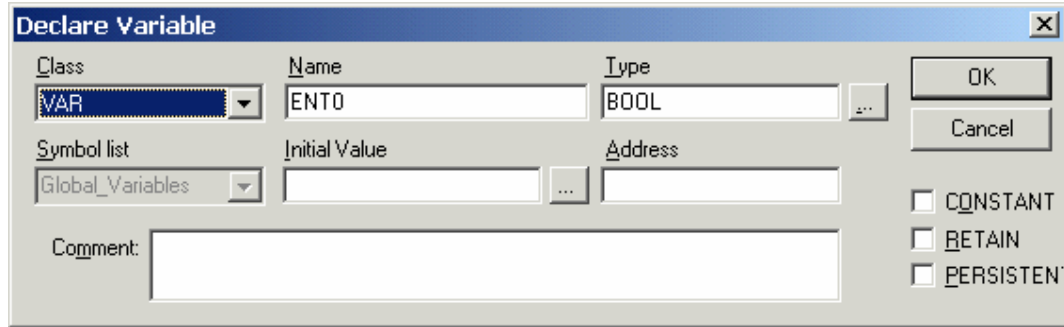 Declare Variable
Class Name Type
VAR ENT0 BOOL ... OK
Cancel
Symbol list Initial Value Address
Global_Variables ...
CONSTANT
Comment: RETAIN
PERSISTENT